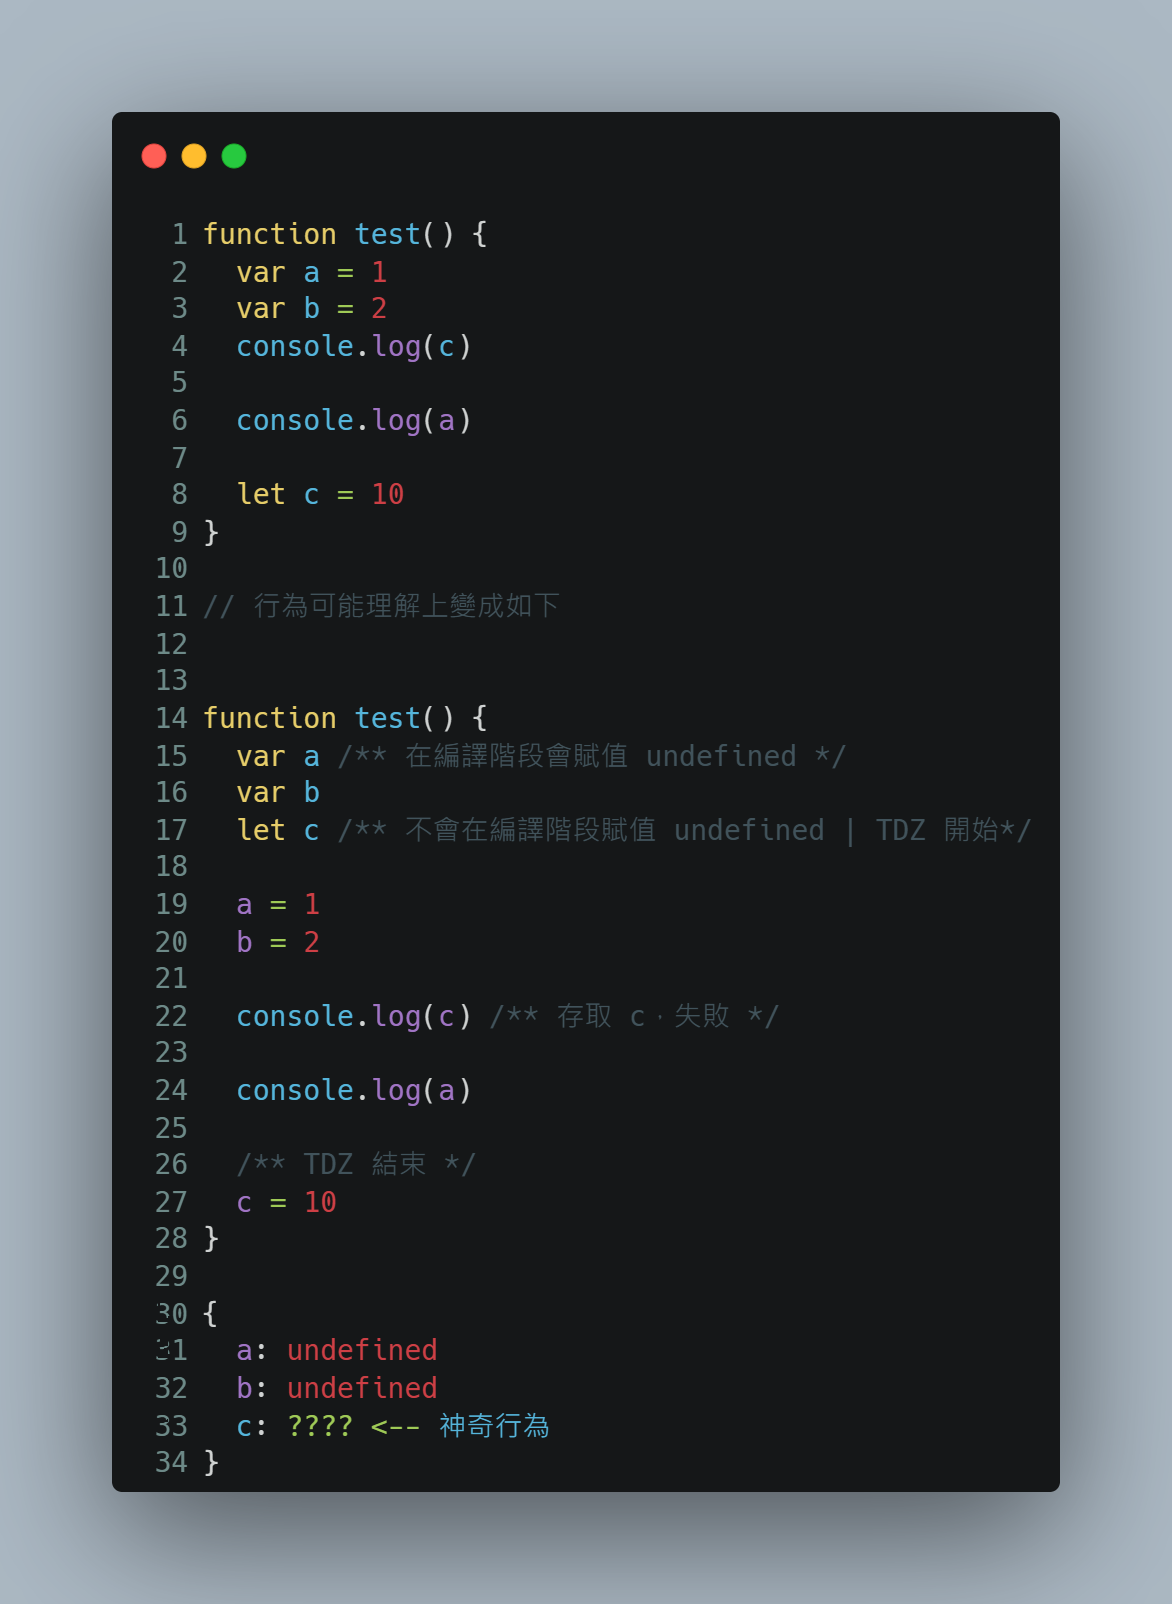 1 function test() {
2   var a = 1
3   var b = 2
4   console.log(c)
5
6   console.log(a)
7
8   let c = 10
9 }
10
11 // 行為可能理解上變成如下
12
13
14 function test() {
15   var a /** 在編譯階段會賦值 undefined */
16   var b
17   let c /** 不會在編譯階段賦值 undefined | TDZ 開始*/
18
19   a = 1
20   b = 2
21
22   console.log(c) /** 存取 c，失敗 */
23
24   console.log(a)
25
26   /** TDZ 結束 */
27   c = 10
28 }
29
30 {
31   a: undefined
32   b: undefined
33   c: ???? <-- 神奇行為
34 }